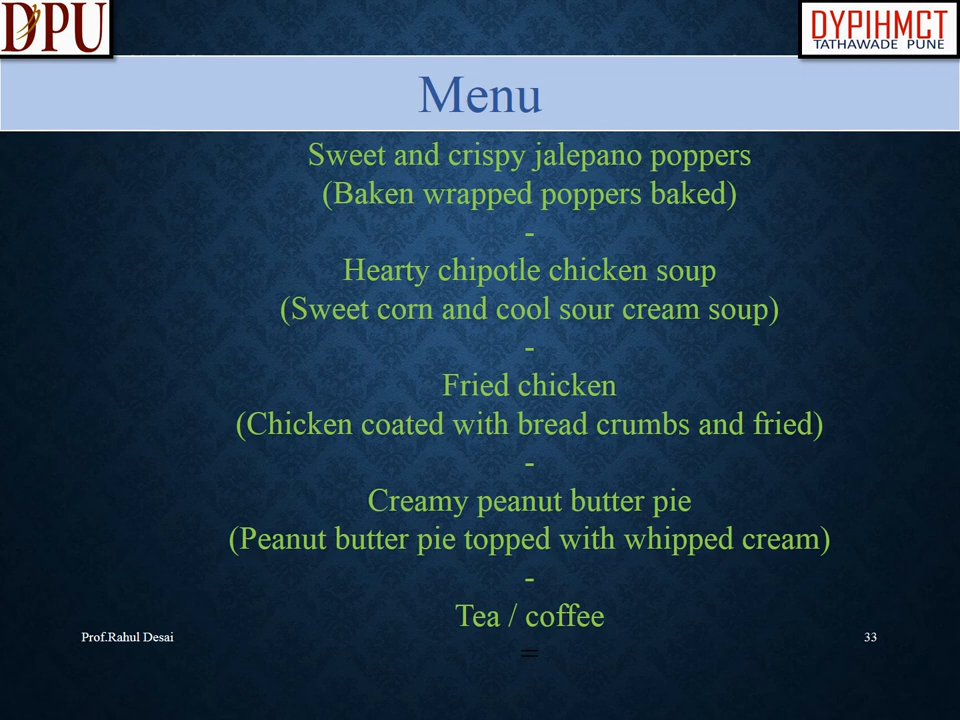 DPU
DYPIHMCT
TATHAWADE PUNE
Menu
Sweet and crispy jalepano poppers
(Baken wrapped poppers baked)
-
Hearty chipotle chicken soup
(Sweet corn and cool sour cream soup)
-
Fried chicken
(Chicken coated with bread crumbs and fried)
-
Creamy peanut butter pie
(Peanut butter pie topped with whipped cream)
-
Tea / coffee
=
Prof.Rahul Desai
33